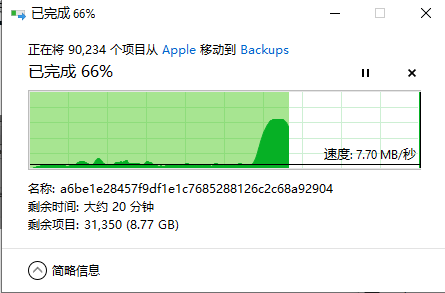 已完成 66%
正在将 90,234 个项目从 Apple 移动到 Backups
已完成 66%
速度: 7.70 MB/秒
名称: a6be1e28457f9df1e1c7685288126c2c68a92904
剩余时间: 大约 20 分钟
剩余项目: 31,350 (8.77 GB)
简略信息